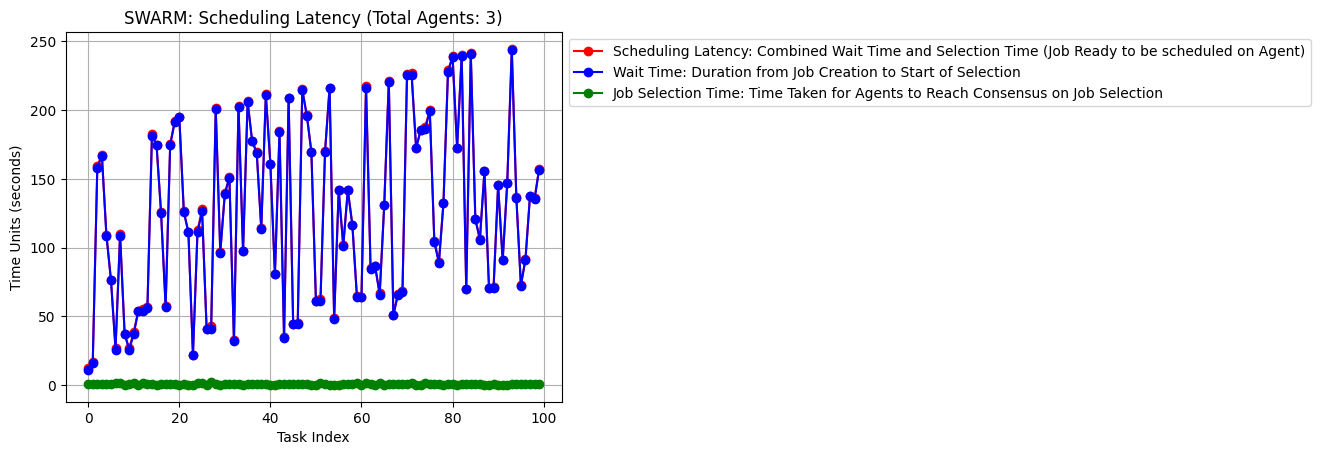 SWARM: Scheduling Latency (Total Agents: 3)
250
200
150
100
50
0
Time Units (seconds)
0 20 40 60 80 100
Task Index
Scheduling Latency: Combined Wait Time and Selection Time (Job Ready to be scheduled on Agent)
Wait Time: Duration from Job Creation to Start of Selection
Job Selection Time: Time Taken for Agents to Reach Consensus on Job Selection